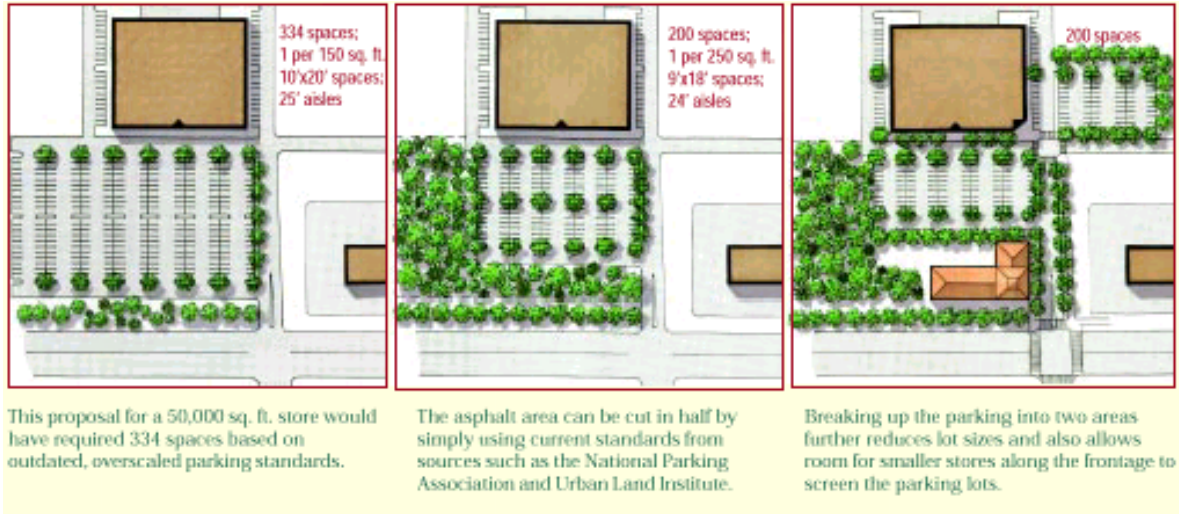 334 spaces;
1 per 150 sq. ft.
10'x20' spaces;
25' aisles
200 spaces;
1 per 250 sq. ft.
9'x18' spaces;
24' aisles
200 spaces
This proposal for a 50,000 sq. ft. store would
have required 334 spaces based on
outdated, overscaled parking standards.
The asphalt area can be cut in half by
simply using current standards from
sources such as the National Parking
Association and Urban Land Institute.
Breaking up the parking into two areas
further reduces lot sizes and also allows
room for smaller stores along the frontage to
screen the parking lots.